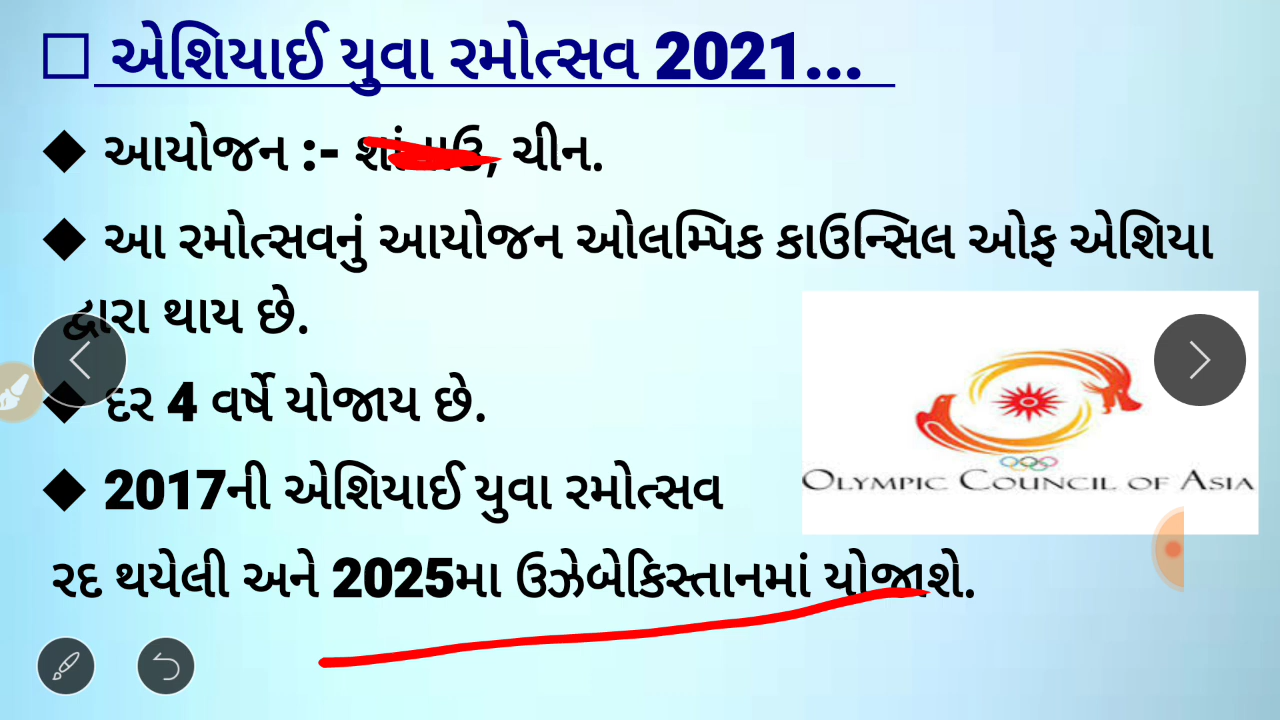 એશિયાઈ યુવા રમોત્સવ 2021...
આયોજન :- ચીન.
આ રમોત્સવનું આયોજન ઓલમ્પિક કાઉન્સિલ ઓફ એશિયા
દ્વારા થાય છે.
દર 4 વર્ષે યોજાય છે.
2017ની એશિયાઈ યુવા રમોત્સવ
રદ થયેલી અને 2025મા ઉઝેબેકિસ્તાનમાં યોજાશે.
OLYMPIC COUNCIL OF ASIA